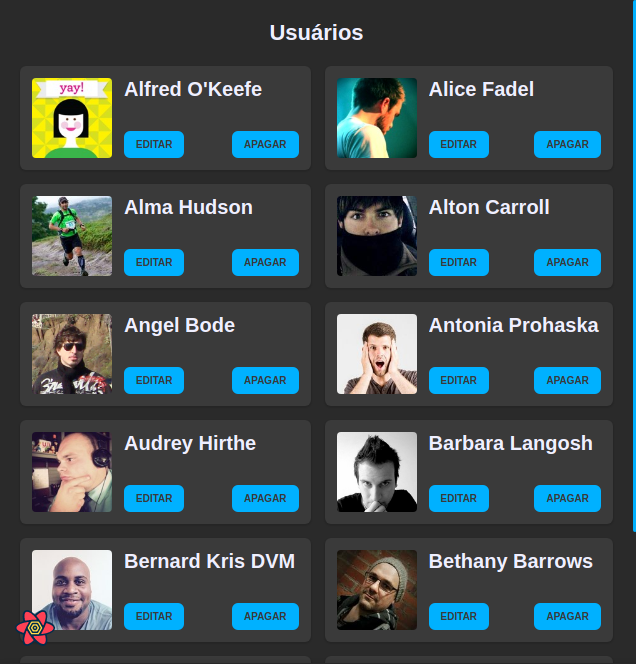 Usuários
yay!
Alfred O'Keefe
EDITAR
APAGAR
Alice Fadel
EDITAR
APAGAR
Alma Hudson
EDITAR
APAGAR
Alton Carroll
EDITAR
APAGAR
Angel Bode
EDITAR
APAGAR
Antonia Prohaska
EDITAR
APAGAR
Audrey Hirthe
EDITAR
APAGAR
Barbara Langosh
EDITAR
APAGAR
Bernard Kris DVM
EDITAR
APAGAR
Bethany Barrows
EDITAR
APAGAR